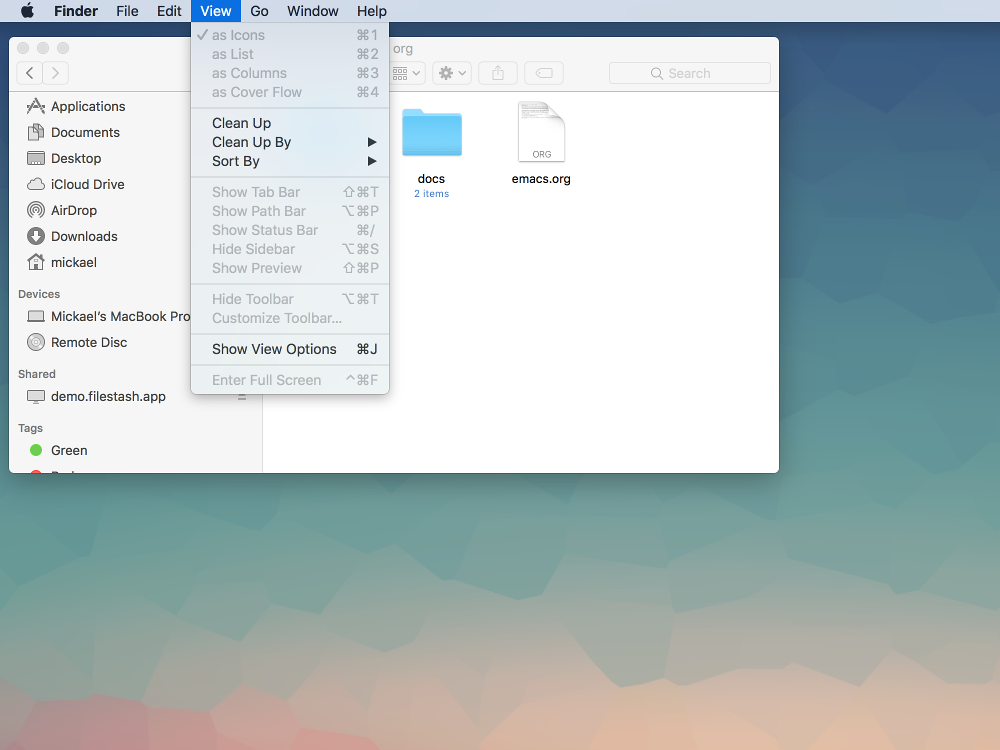 Finder File Edit View Go Window Help
org
Search
✓ as Icons ⌘1
as List ⌘2
as Columns ⌘3
as Cover Flow ⌘4
Clean Up
Clean Up By ▶
Sort By ▶
Show Tab Bar ⇧⌘T
Show Path Bar ⌥⌘P
Show Status Bar ⌘/
Hide Sidebar ⌥⌘S
Show Preview ⇧⌘P
Hide Toolbar ⌥⌘T
Customize Toolbar...
Show View Options ⌘J
Enter Full Screen ^⌘F
Applications
Documents
Desktop
iCloud Drive
AirDrop
Downloads
mickael
Devices
Mickael's MacBook Pro
Remote Disc
Shared
demo.filestash.app
Tags
Green
docs
2 items
ORG
emacs.org